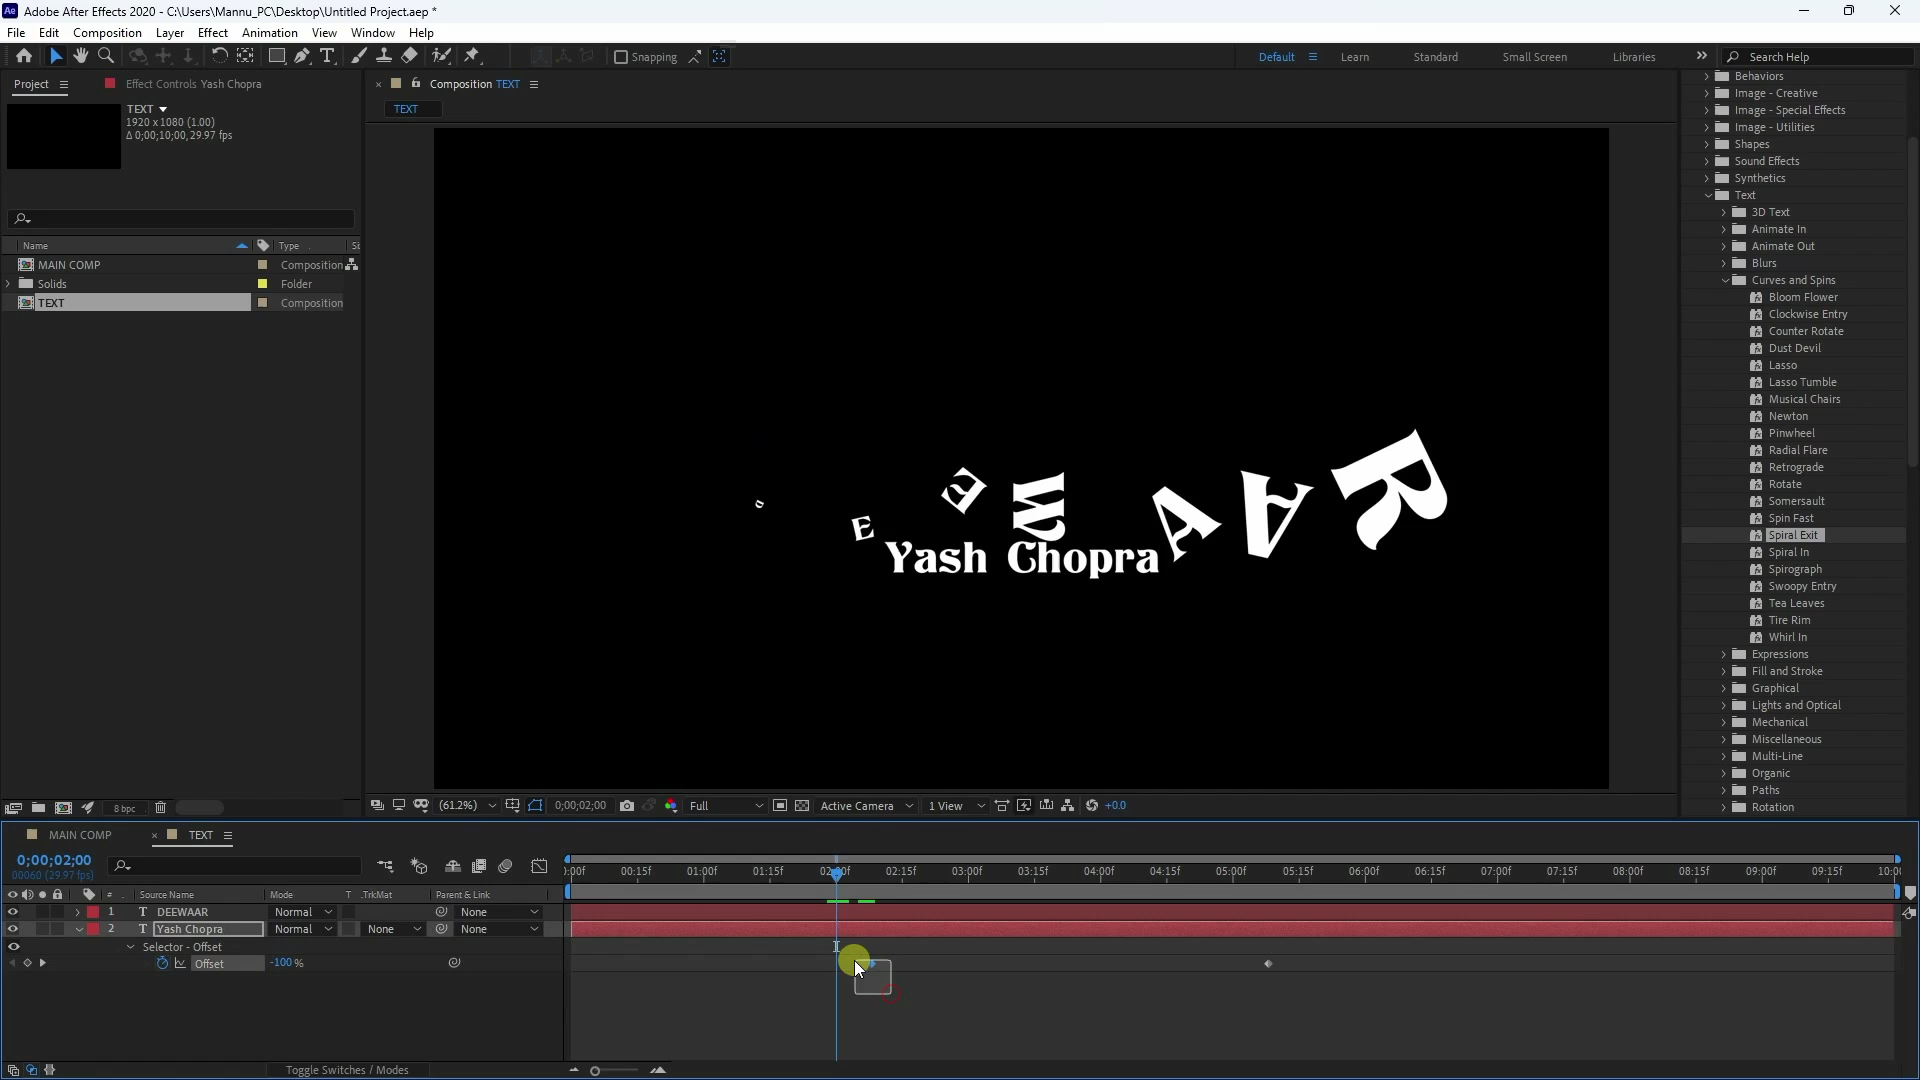 Adobe After Effects 2020 - C:\Users\Mannu_PC\Desktop\Untitled Project.aep *
File Edit Composition Layer Effect Animation View Window Help
Snapping
Default Learn Standard Small Screen Libraries Search Help
Project Effect Controls Yash Chopra
Composition TEXT
TEXT
TEXT
1920 x 1080 (1.00)
Δ 0;00;10;00, 29.97 fps
Name Type
MAIN COMP Composition
Solids Folder
TEXT Composition
E
W
A
A
R
Yash Chopra
Behaviors
Image - Creative
Image - Special Effects
Image - Utilities
Shapes
Sound Effects
Synthetics
Text
3D Text
Animate In
Animate Out
Blurs
Curves and Spins
Bloom Flower
Clockwise Entry
Counter Rotate
Dust Devil
Lasso
Lasso Tumble
Musical Chairs
Newton
Pinwheel
Radial Flare
Retrograde
Rotate
Somersault
Spin Fast
Spiral Exit
Spiral In
Spirograph
Swoopy Entry
Tea Leaves
Tire Rim
Whirl In
Expressions
Fill and Stroke
Graphical
Lights and Optical
Mechanical
Miscellaneous
Multi-Line
Organic
Paths
Rotation
8 bpc
(61.2%) 0;00;02;00 Full Active Camera 1 View +0.0
MAIN COMP TEXT
0;00;02;00
00060 (29.97 fps)
:00f 00:15f 01:00f 01:15f 02:00f 02:15f 03:00f 03:15f 04:00f 04:15f 05:00f 05:15f 06:00f 06:15f 07:00f 07:15f 08:00f 08:15f 09:00f 09:15f 10:0
# Source Name Mode T .TrkMat Parent & Link
1 T DEEWAAR Normal None
2 T Yash Chopra Normal None None
Selector - Offset
Offset -100 %
Toggle Switches / Modes